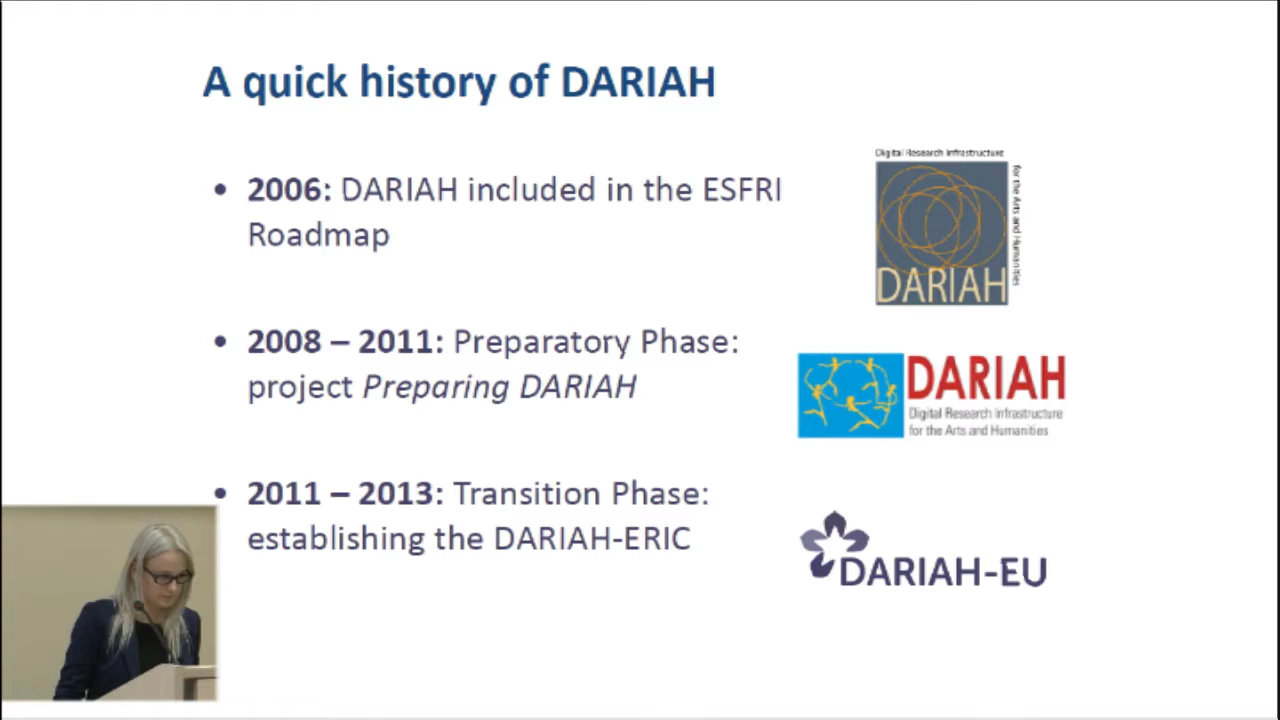 A quick history of DARIAH
• 2006: DARIAH included in the ESFRI
Roadmap
Digital Research Infrastructure
for the Arts and Humanities
DARIAH
• 2008 – 2011: Preparatory Phase:
project Preparing DARIAH
DARIAH
Digital Research Infrastructure
for the Arts and Humanities
• 2011 – 2013: Transition Phase:
establishing the DARIAH-ERIC
DARIAH-EU